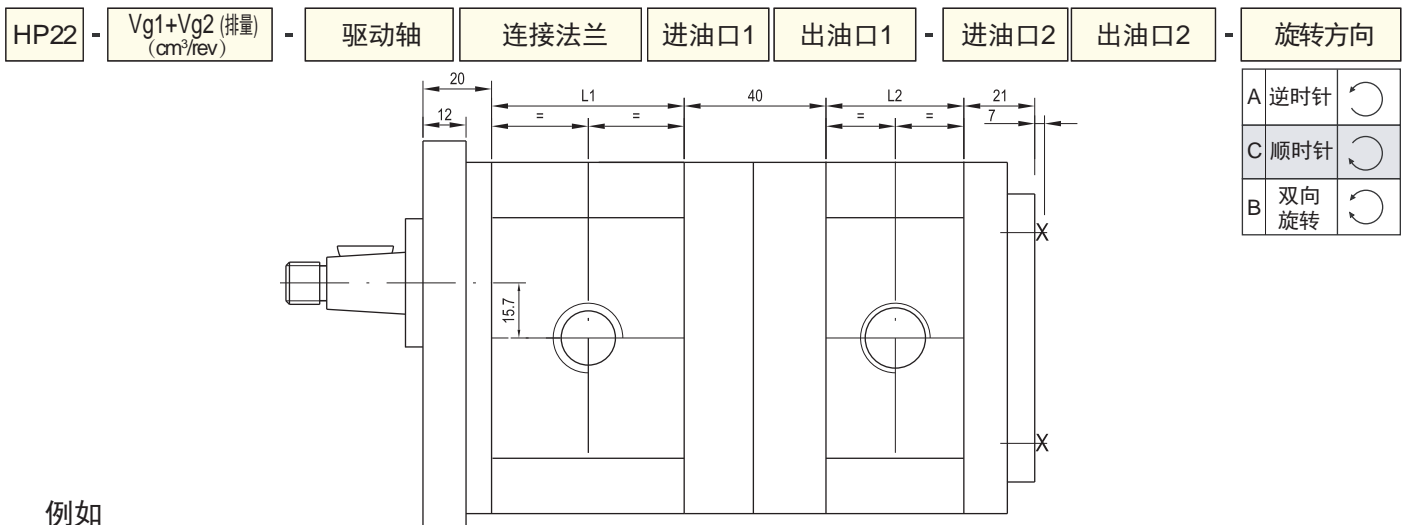 HP22 - Vg1+Vg2 (排量) (cm³/rev) - 驱动轴 连接法兰 进油口1 出油口1 - 进油口2 出油口2 - 旋转方向
A 逆时针
C 顺时针
B 双向旋转
20
L1
40
L2
21
12
=
=
=
=
7
15.7
X
X
例如